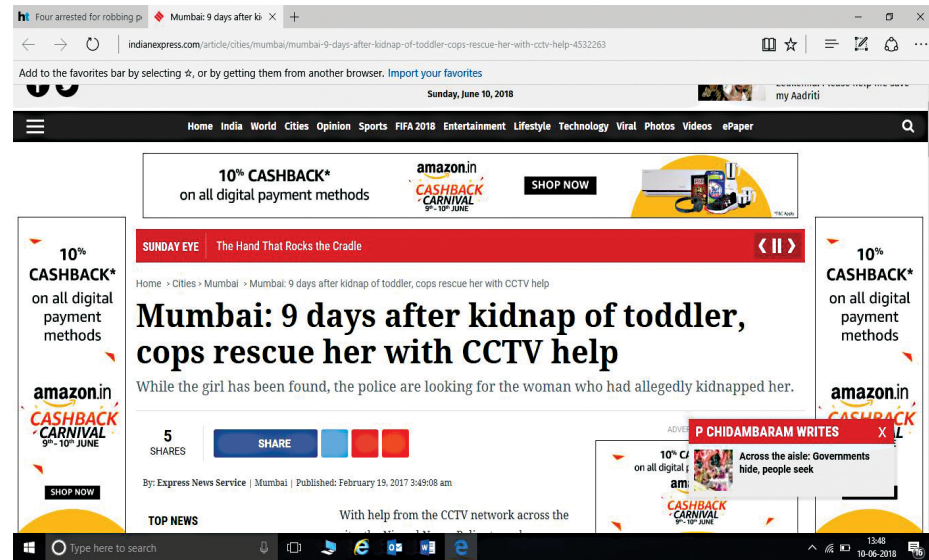 ht Four arrested for robbing p
Mumbai: 9 days after ki
indianexpress.com/article/cities/mumbai/mumbai-9-days-after-kidnap-of-toddler-cops-rescue-her-with-cctv-help-4532263
Add to the favorites bar by selecting ☆, or by getting them from another browser. Import your favorites
Sunday, June 10, 2018
my Aadriti
Home India World Cities Opinion Sports FIFA 2018 Entertainment Lifestyle Technology Viral Photos Videos ePaper
10% CASHBACK*
on all digital payment methods
amazon.in
CASHBACK
CARNIVAL
9th- 10th JUNE
SHOP NOW
*T&C Apply
SUNDAY EYE The Hand That Rocks the Cradle
10%
CASHBACK*
on all digital
payment
methods
amazon.in
CASHBACK
CARNIVAL
9th- 10th JUNE
SHOP NOW
Home > Cities > Mumbai > Mumbai: 9 days after kidnap of toddler, cops rescue her with CCTV help
Mumbai: 9 days after kidnap of toddler,
cops rescue her with CCTV help
While the girl has been found, the police are looking for the woman who had allegedly kidnapped her.
5
SHARES
SHARE
By: Express News Service | Mumbai | Published: February 19, 2017 3:49:08 am
TOP NEWS
With help from the CCTV network across the
10%
on all digital
CASHBACK
CARNIVAL
9th- 10th JUNE
P CHIDAMBARAM WRITES X
Across the aisle: Governments
hide, people seek
10%
CASHBACK*
on all digital
payment
methods
amazon.in
Type here to search
13:48
10-06-2018
16